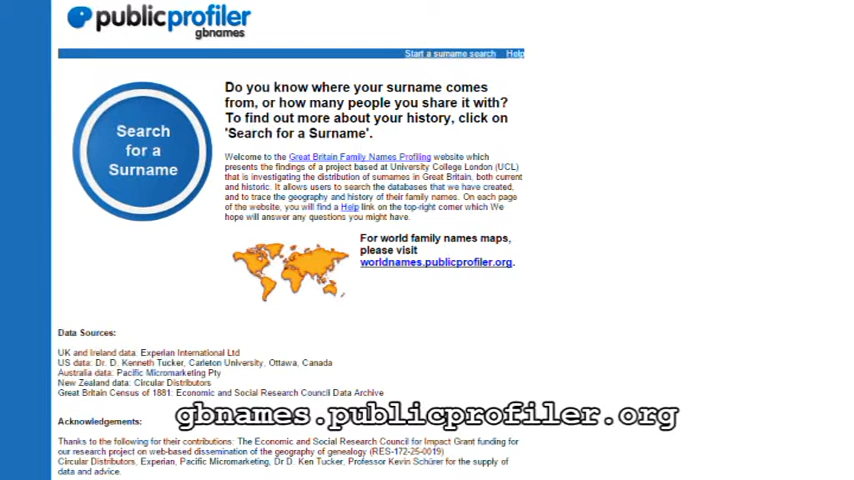 publicprofiler
gbnames
Start a surname search Help
Search
for a
Surname
Do you know where your surname comes
from, or how many people you share it with?
To find out more about your history, click on
'Search for a Surname'.
Welcome to the Great Britain Family Names Profiling website which
presents the findings of a project based at University College London (UCL)
that is investigating the distribution of surnames in Great Britain, both current
and historic. It allows users to search the databases that we have created,
and to trace the geography and history of their family names. On each page
of the website, you will find a Help link on the top-right corner which We
hope will answer any questions you might have.
For world family names maps,
please visit
worldnames.publicprofiler.org.
Data Sources:
UK and Ireland data: Experian International Ltd
US data: Dr. D. Kenneth Tucker, Carleton University, Ottawa, Canada
Australia data: Pacific Micromarketing Pty
New Zealand data: Circular Distributors
Great Britain Census of 1881: Economic and Social Research Council Data Archive
gbnames.publicprofiler.org
Acknowledgements:
Thanks to the following for their contributions: The Economic and Social Research Council for Impact Grant funding for
our research project on web-based dissemination of the geography of genealogy (RES-172-25-0019)
Circular Distributors, Experian, Pacific Micromarketing, Dr D. Ken Tucker, Professor Kevin Schürer for the supply of
data and advice.